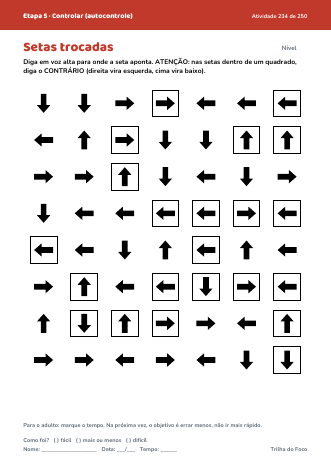 Etapa 5 · Controlar (autocontrole)
Atividade 234 de 250
Setas trocadas
Nível
Diga em voz alta para onde a seta aponta. ATENÇÃO: nas setas dentro de um quadrado,
diga o CONTRÁRIO (direita vira esquerda, cima vira baixo).
Para o adulto: marque o tempo. Na próxima vez, o objetivo é errar menos, não ir mais rápido.
Como foi? ( ) fácil ( ) mais ou menos ( ) difícil
Nome: ____________________ Data: ___/___ Tempo: ______
Trilha do Foco